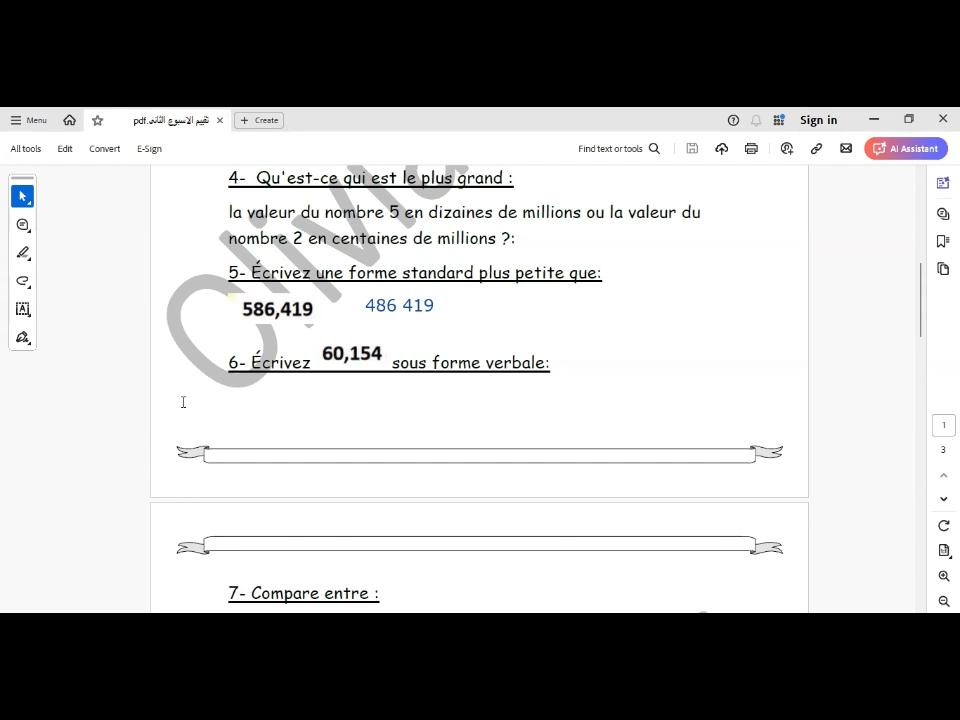 Menu
تقييم الاسبوع الثانى.pdf
Create
Sign in
All tools
Edit
Convert
E-Sign
Find text or tools
AI Assistant
Olivia
4- Qu'est-ce qui est le plus grand :
la valeur du nombre 5 en dizaines de millions ou la valeur du
nombre 2 en centaines de millions ?:
5- Écrivez une forme standard plus petite que:
586,419 486 419
6- Écrivez 60,154 sous forme verbale:
1
3
7- Compare entre :